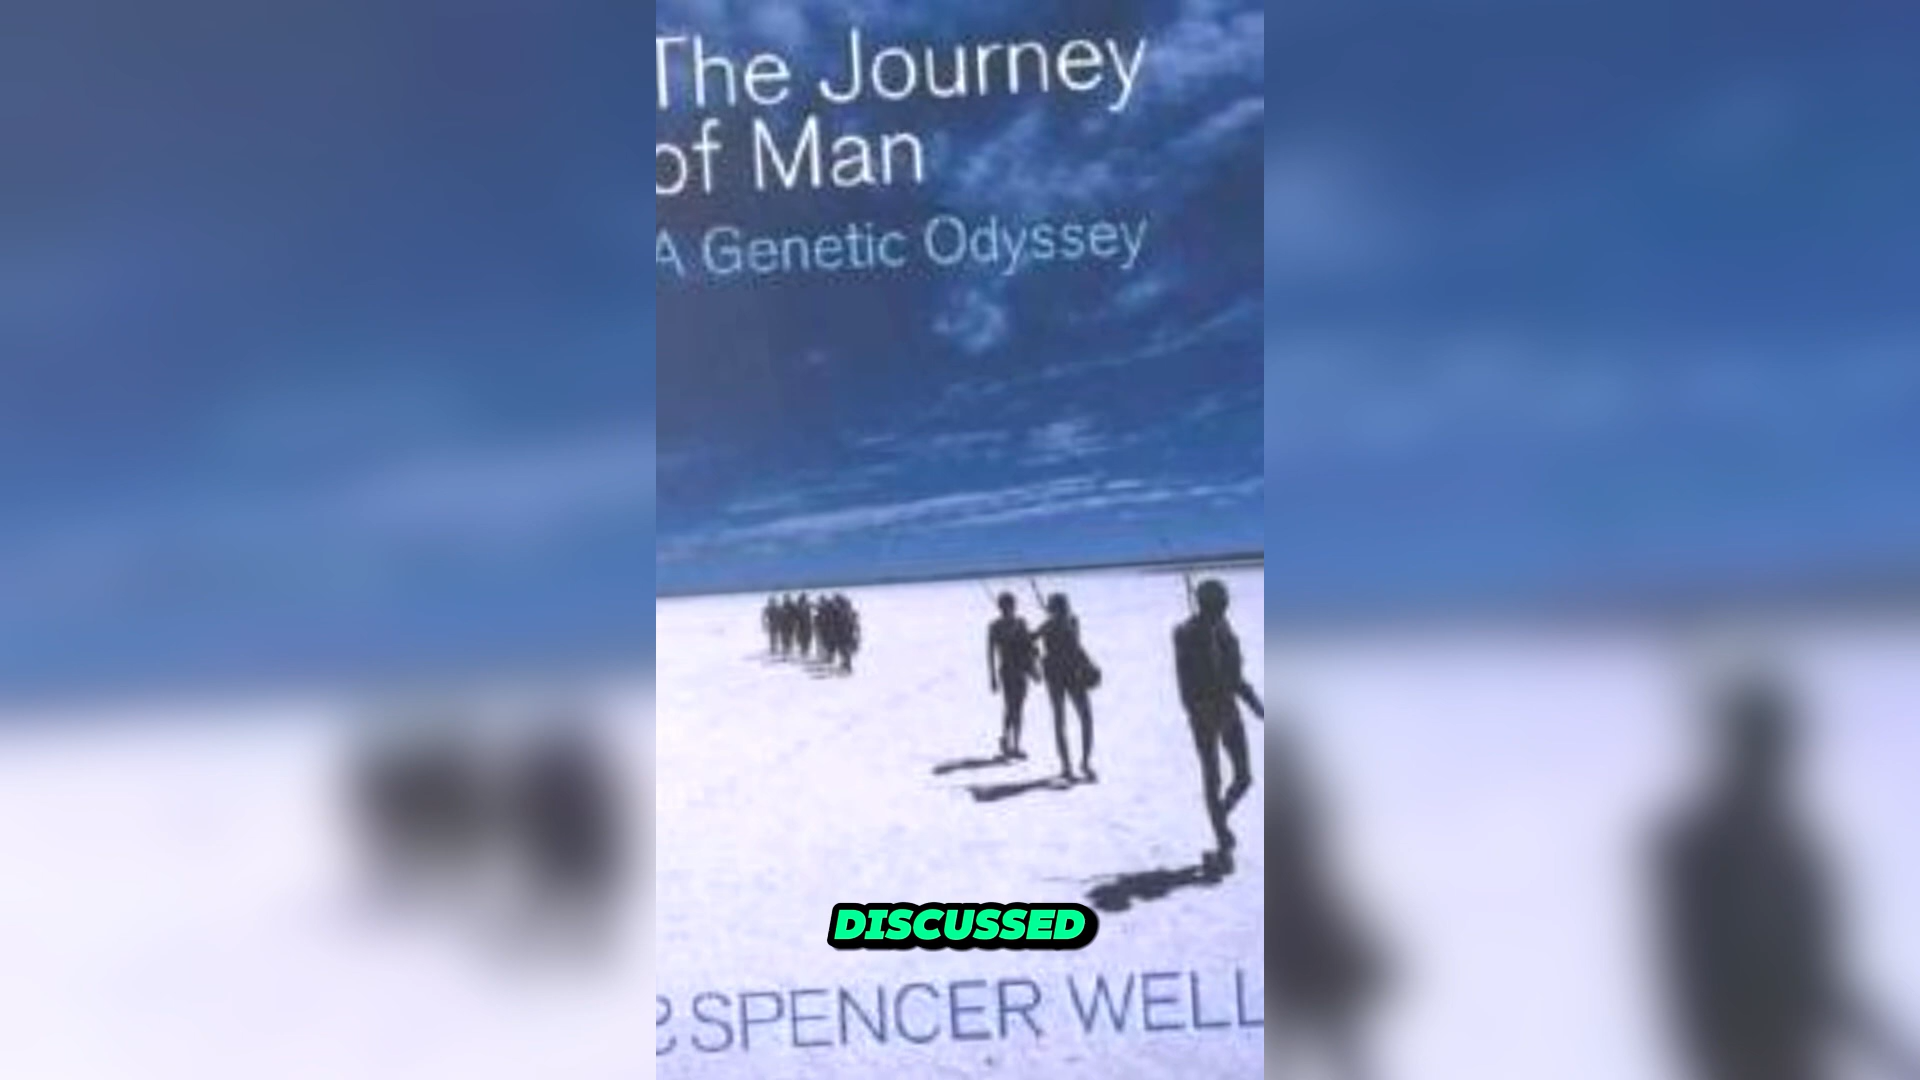 The Journey
of Man
A Genetic Odyssey
DISCUSSED
SPENCER WELL